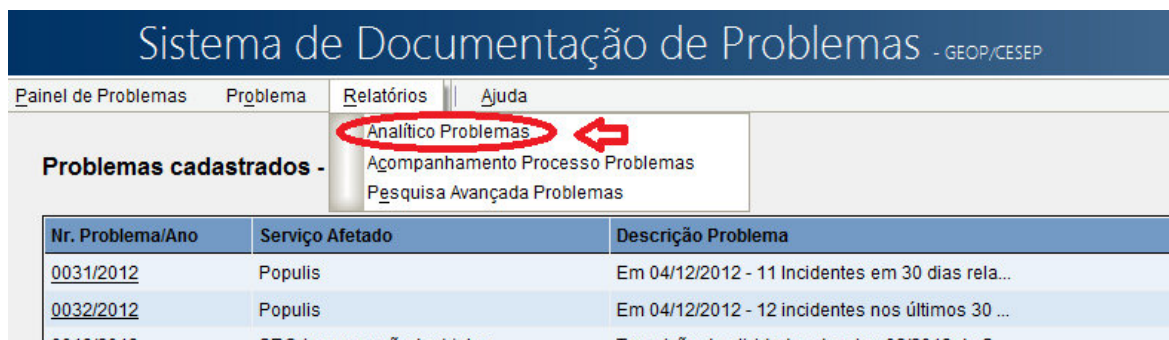 Sistema de Documentação de Problemas - GEOP/CESEP
Painel de Problemas Problema Relatórios Ajuda
Analítico Problemas
Acompanhamento Processo Problemas
Pesquisa Avançada Problemas
Problemas cadastrados -
Nr. Problema/Ano Serviço Afetado Descrição Problema
0031/2012 Populis Em 04/12/2012 - 11 Incidentes em 30 dias rela...
0032/2012 Populis Em 04/12/2012 - 12 incidentes nos últimos 30 ...